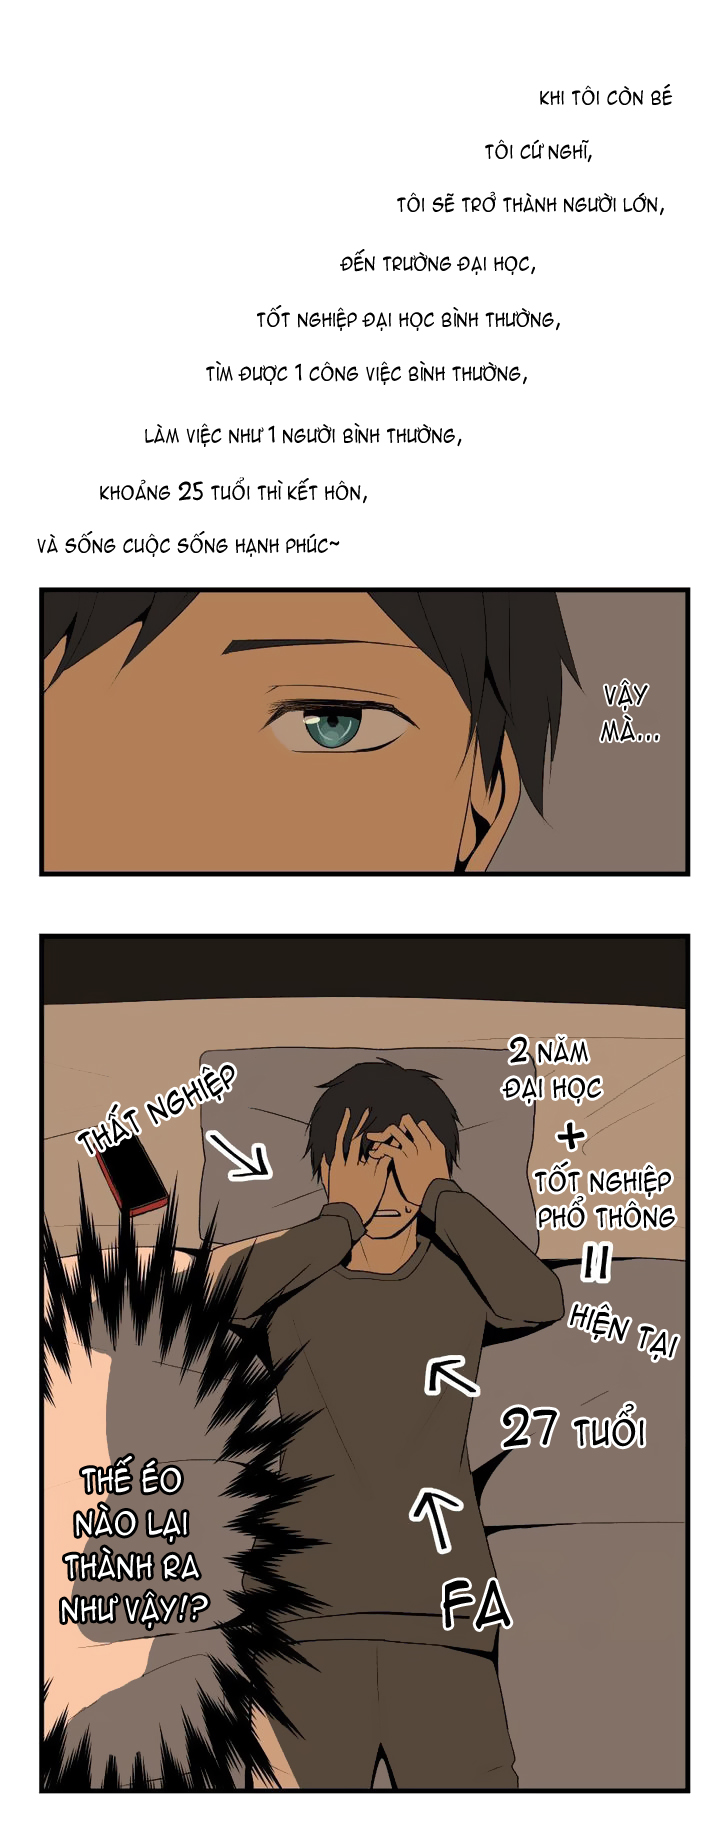 KHI TÔI CÒN BÉ
TÔI CỨ NGHĨ,
TÔI SẼ TRỞ THÀNH NGƯỜI LỚN,
ĐẾN TRƯỜNG ĐẠI HỌC,
TỐT NGHIỆP ĐẠI HỌC BÌNH THƯỜNG,
TÌM ĐƯỢC 1 CÔNG VIỆC BÌNH THƯỜNG,
LÀM VIỆC NHƯ 1 NGƯỜI BÌNH THƯỜNG,
KHOẢNG 25 TUỔI THÌ KẾT HÔN,
VÀ SỐNG CUỘC SỐNG HẠNH PHÚC~
VẬY
MÀ...
THẤT NGHIỆP
2 NĂM
ĐẠI HỌC
+
TỐT NGHIỆP
PHỔ THÔNG
=
HIỆN TẠI
27 TUỔI
FA
THẾ ÉO
NÀO LẠI
THÀNH RA
NHƯ VẬY!?